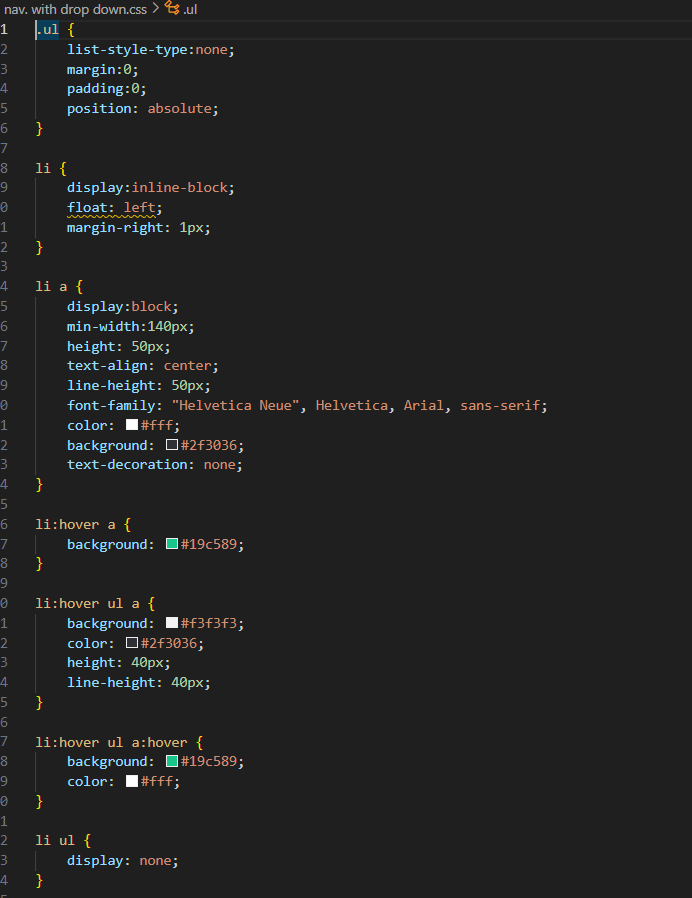 nav. with drop down.css > .ul
1 .ul {
2     list-style-type:none;
3     margin:0;
4     padding:0;
5     position: absolute;
6 }
7
8 li {
9     display:inline-block;
0     float: left;
1     margin-right: 1px;
2 }
3
4 li a {
5     display:block;
6     min-width:140px;
7     height: 50px;
8     text-align: center;
9     line-height: 50px;
0     font-family: "Helvetica Neue", Helvetica, Arial, sans-serif;
1     color: #fff;
2     background: #2f3036;
3     text-decoration: none;
4 }
5
6 li:hover a {
7     background: #19c589;
8 }
9
0 li:hover ul a {
1     background: #f3f3f3;
2     color: #2f3036;
3     height: 40px;
4     line-height: 40px;
5 }
6
7 li:hover ul a:hover {
8     background: #19c589;
9     color: #fff;
0 }
1
2 li ul {
3     display: none;
4 }